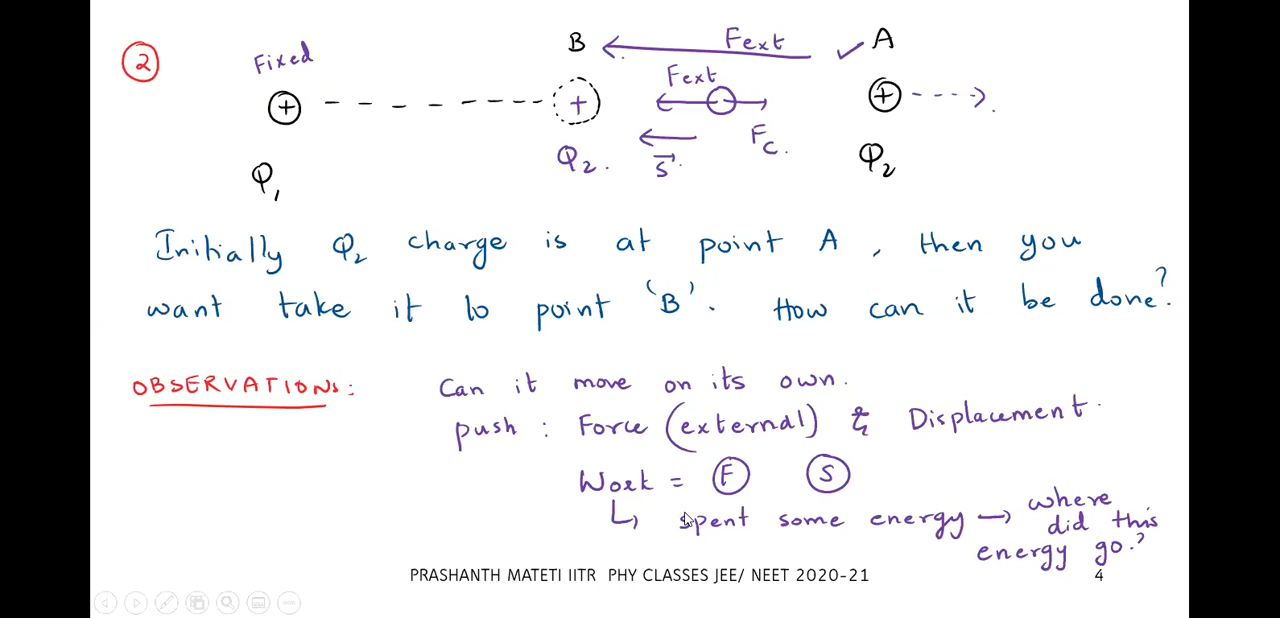 2
Fixed
B
Fext
A
+
+
Fext
+
Q1
Q2.
S
FC.
Q2
Initially Q2 charge is at point A, then you
want take it to point 'B'. How can it be done?
OBSERVATIONS:
Can it move on its own.
push: Force (external) & Displacement.
Work = F S
spent some energy → where
did this
energy go?
PRASHANTH MATETI IITR PHY CLASSES JEE/ NEET 2020-21
4